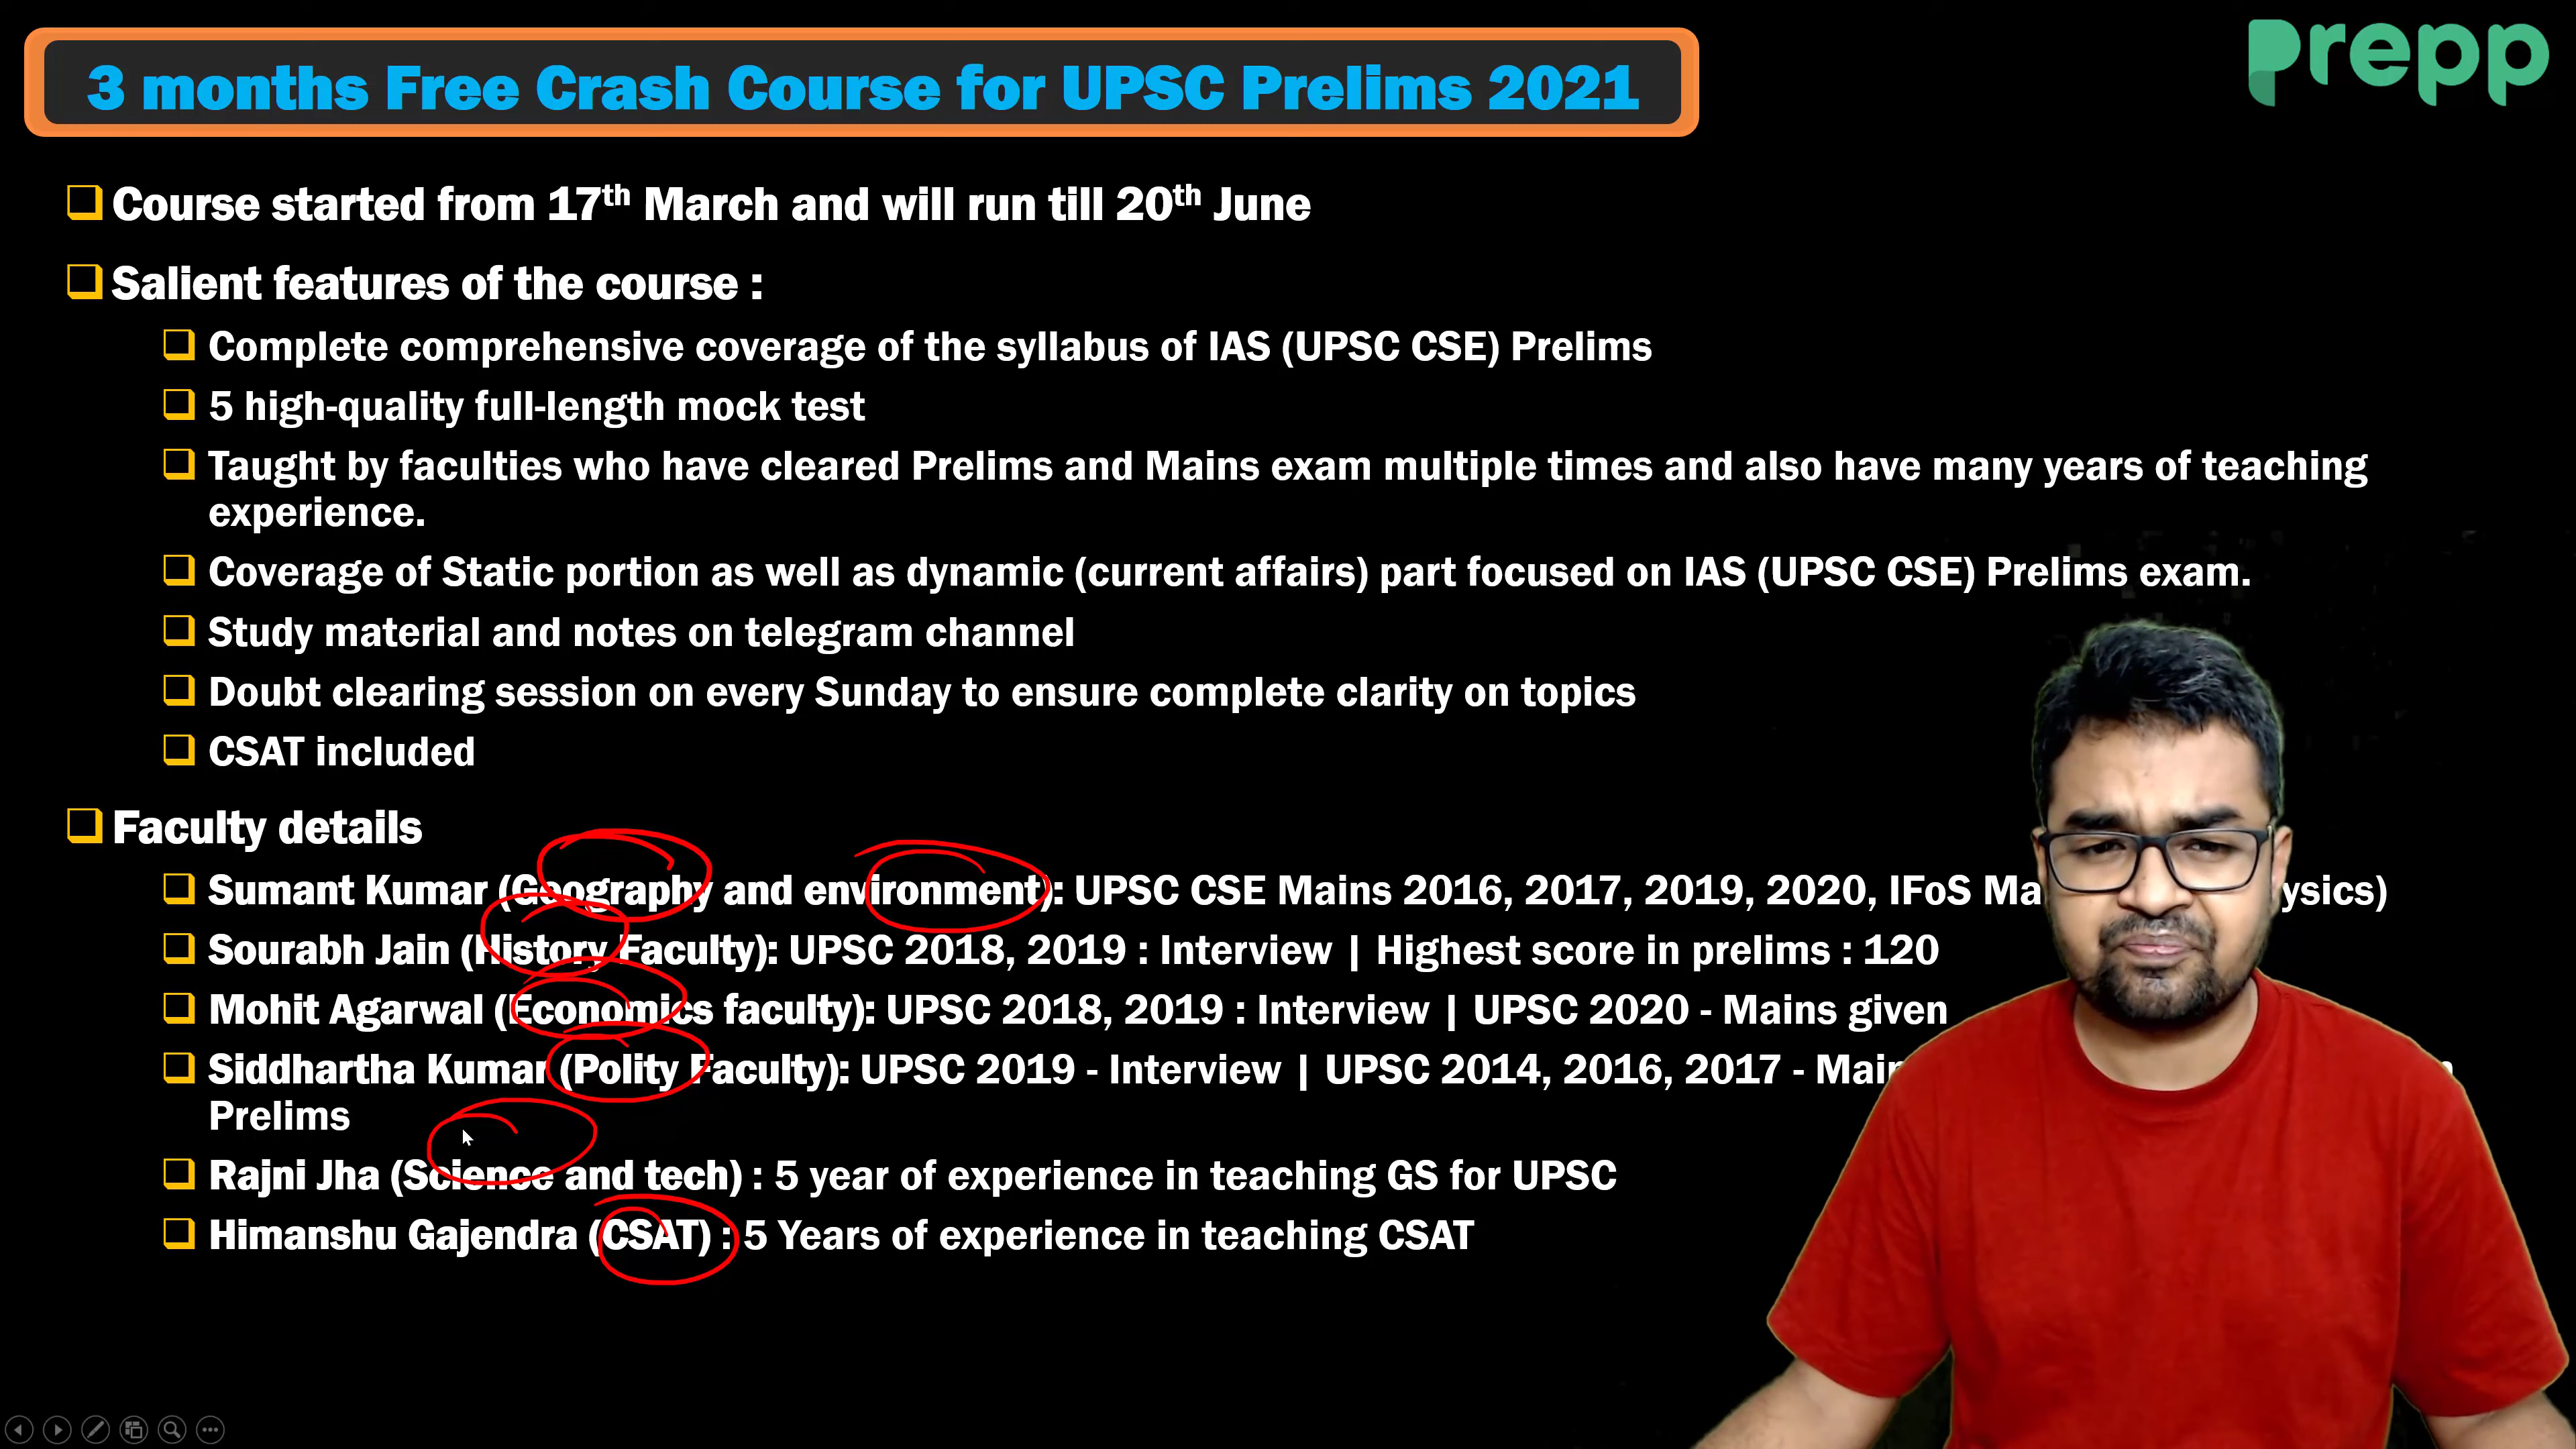 3 months Free Crash Course for UPSC Prelims 2021
prepp
Course started from 17th March and will run till 20th June
Salient features of the course :
Complete comprehensive coverage of the syllabus of IAS (UPSC CSE) Prelims
5 high-quality full-length mock test
Taught by faculties who have cleared Prelims and Mains exam multiple times and also have many years of teaching
experience.
Coverage of Static portion as well as dynamic (current affairs) part focused on IAS (UPSC CSE) Prelims exam.
Study material and notes on telegram channel
Doubt clearing session on every Sunday to ensure complete clarity on topics
CSAT included
Faculty details
Sumant Kumar (Geography and environment): UPSC CSE Mains 2016, 2017, 2019, 2020, IFoS
Sourabh Jain (History Faculty): UPSC 2018, 2019 : Interview | Highest score in prelims : 120
Mohit Agarwal (Economics faculty): UPSC 2018, 2019 : Interview | UPSC 2020 - Mains given
Siddhartha Kumar (Polity Faculty): UPSC 2019 - Interview | UPSC 2014, 2016, 2017 -
Prelims
Rajni Jha (Science and tech) : 5 year of experience in teaching GS for UPSC
Himanshu Gajendra (CSAT) : 5 Years of experience in teaching CSAT